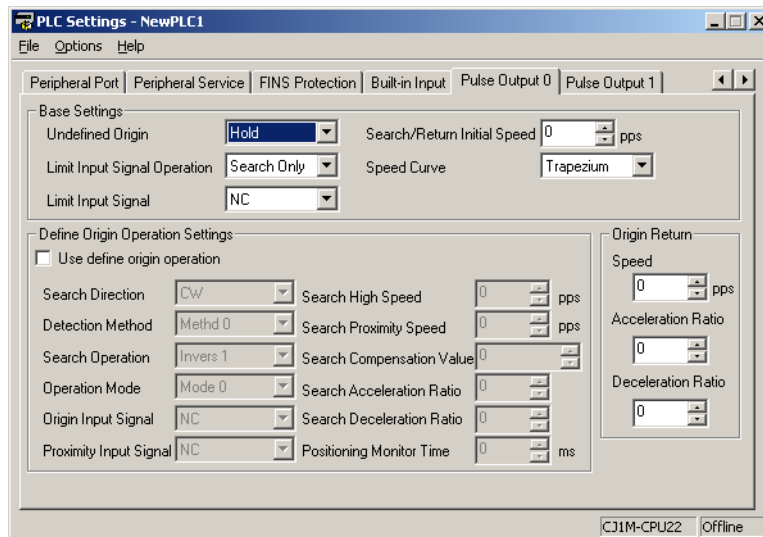 PLC Settings - NewPLC1
File Options Help
Peripheral Port Peripheral Service FINS Protection Built-in Input Pulse Output 0 Pulse Output 1
Base Settings
Undefined Origin Hold Search/Return Initial Speed 0 pps
Limit Input Signal Operation Search Only Speed Curve Trapezium
Limit Input Signal NC
Define Origin Operation Settings
Use define origin operation
Search Direction CW Search High Speed 0 pps
Detection Method Methd 0 Search Proximity Speed 0 pps
Search Operation Invers 1 Search Compensation Value 0
Operation Mode Mode 0 Search Acceleration Ratio 0
Origin Input Signal NC Search Deceleration Ratio 0
Proximity Input Signal NC Positioning Monitor Time 0 ms
Origin Return
Speed
0 pps
Acceleration Ratio
0
Deceleration Ratio
0
CJ1M-CPU22 Offline